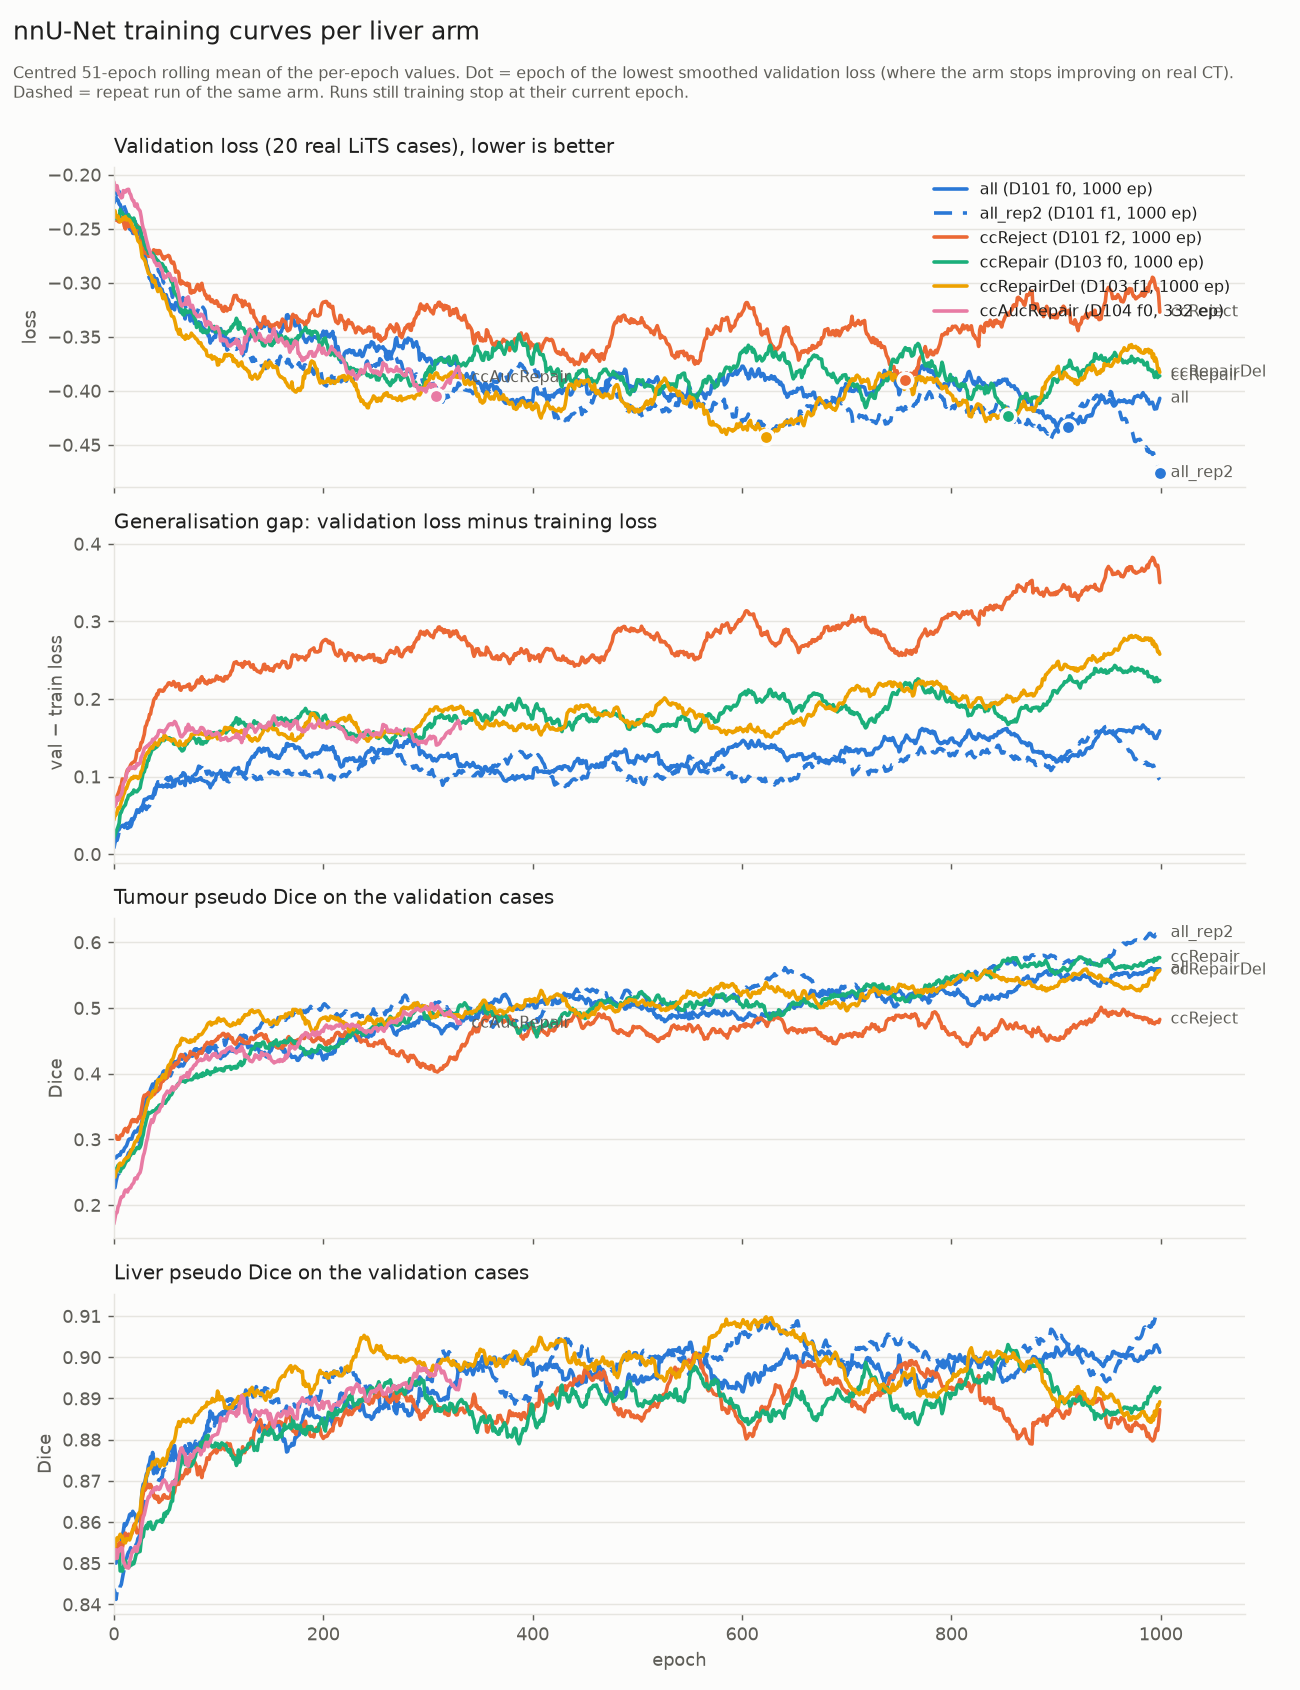 nnU-Net training curves per liver arm
Centred 51-epoch rolling mean of the per-epoch values. Dot = epoch of the lowest smoothed validation loss (where the arm stops improving on real CT).
Dashed = repeat run of the same arm. Runs still training stop at their current epoch.
Validation loss (20 real LiTS cases), lower is better
−0.20
−0.25
−0.30
−0.35
−0.40
−0.45
loss
all (D101 f0, 1000 ep)
all_rep2 (D101 f1, 1000 ep)
ccReject (D101 f2, 1000 ep)
ccRepair (D103 f0, 1000 ep)
ccRepairDel (D103 f1, 1000 ep)
ccAucRepair (D104 f0, 332 ep)
ccReject
ccAucRepair
ccRepairDel
ccRepair
all
all_rep2
Generalisation gap: validation loss minus training loss
0.4
0.3
0.2
0.1
0.0
val − train loss
Tumour pseudo Dice on the validation cases
0.6
0.5
0.4
0.3
0.2
Dice
all_rep2
ccRepair
all
ccRepairDel
ccReject
ccAucRepair
Liver pseudo Dice on the validation cases
0.91
0.90
0.89
0.88
0.87
0.86
0.85
0.84
Dice
0 200 400 600 800 1000
epoch